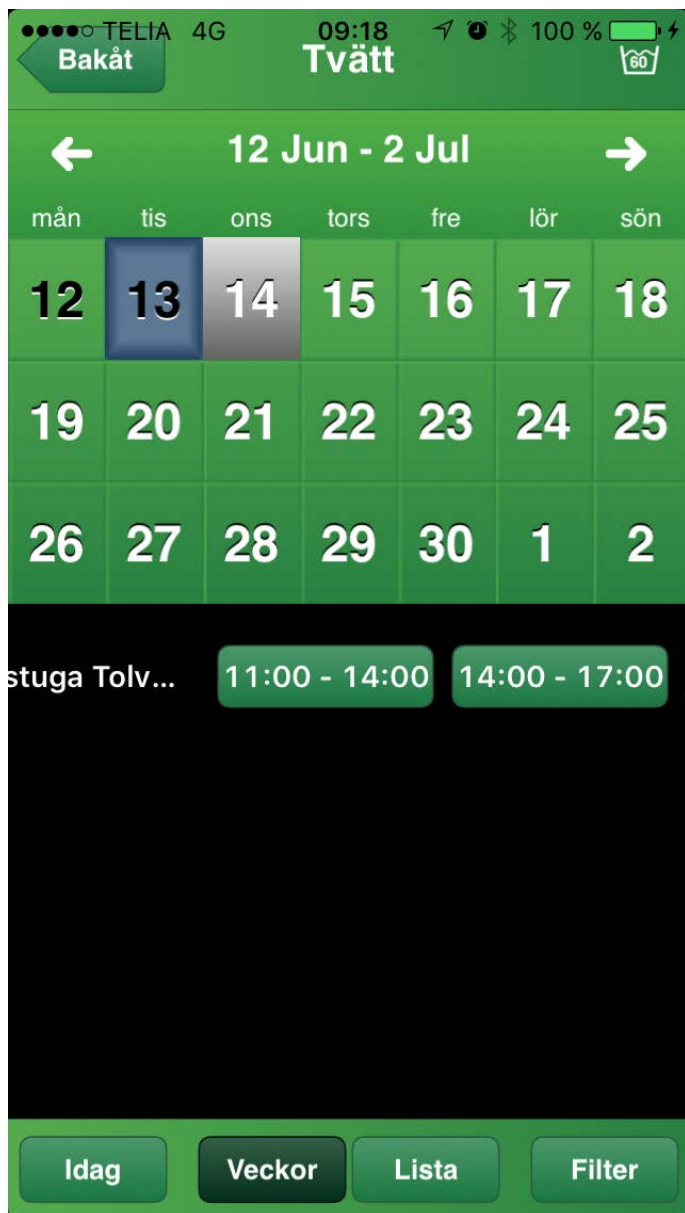 TELIA 4G 09:18 100 %
Bakåt Tvätt 60
12 Jun - 2 Jul
mån tis ons tors fre lör sön
12 13 14 15 16 17 18
19 20 21 22 23 24 25
26 27 28 29 30 1 2
stuga Tolv... 11:00 - 14:00 14:00 - 17:00
Idag Veckor Lista Filter